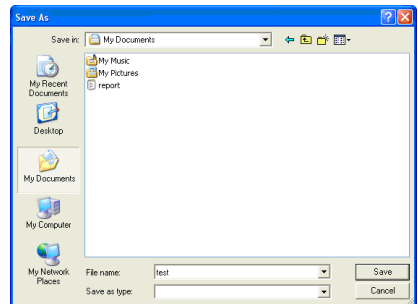 Save As
Save in: My Documents
My Music
My Pictures
report
My Recent
Documents
Desktop
My Documents
My Computer
My Network
Places
File name: test Save
Save as type: Cancel